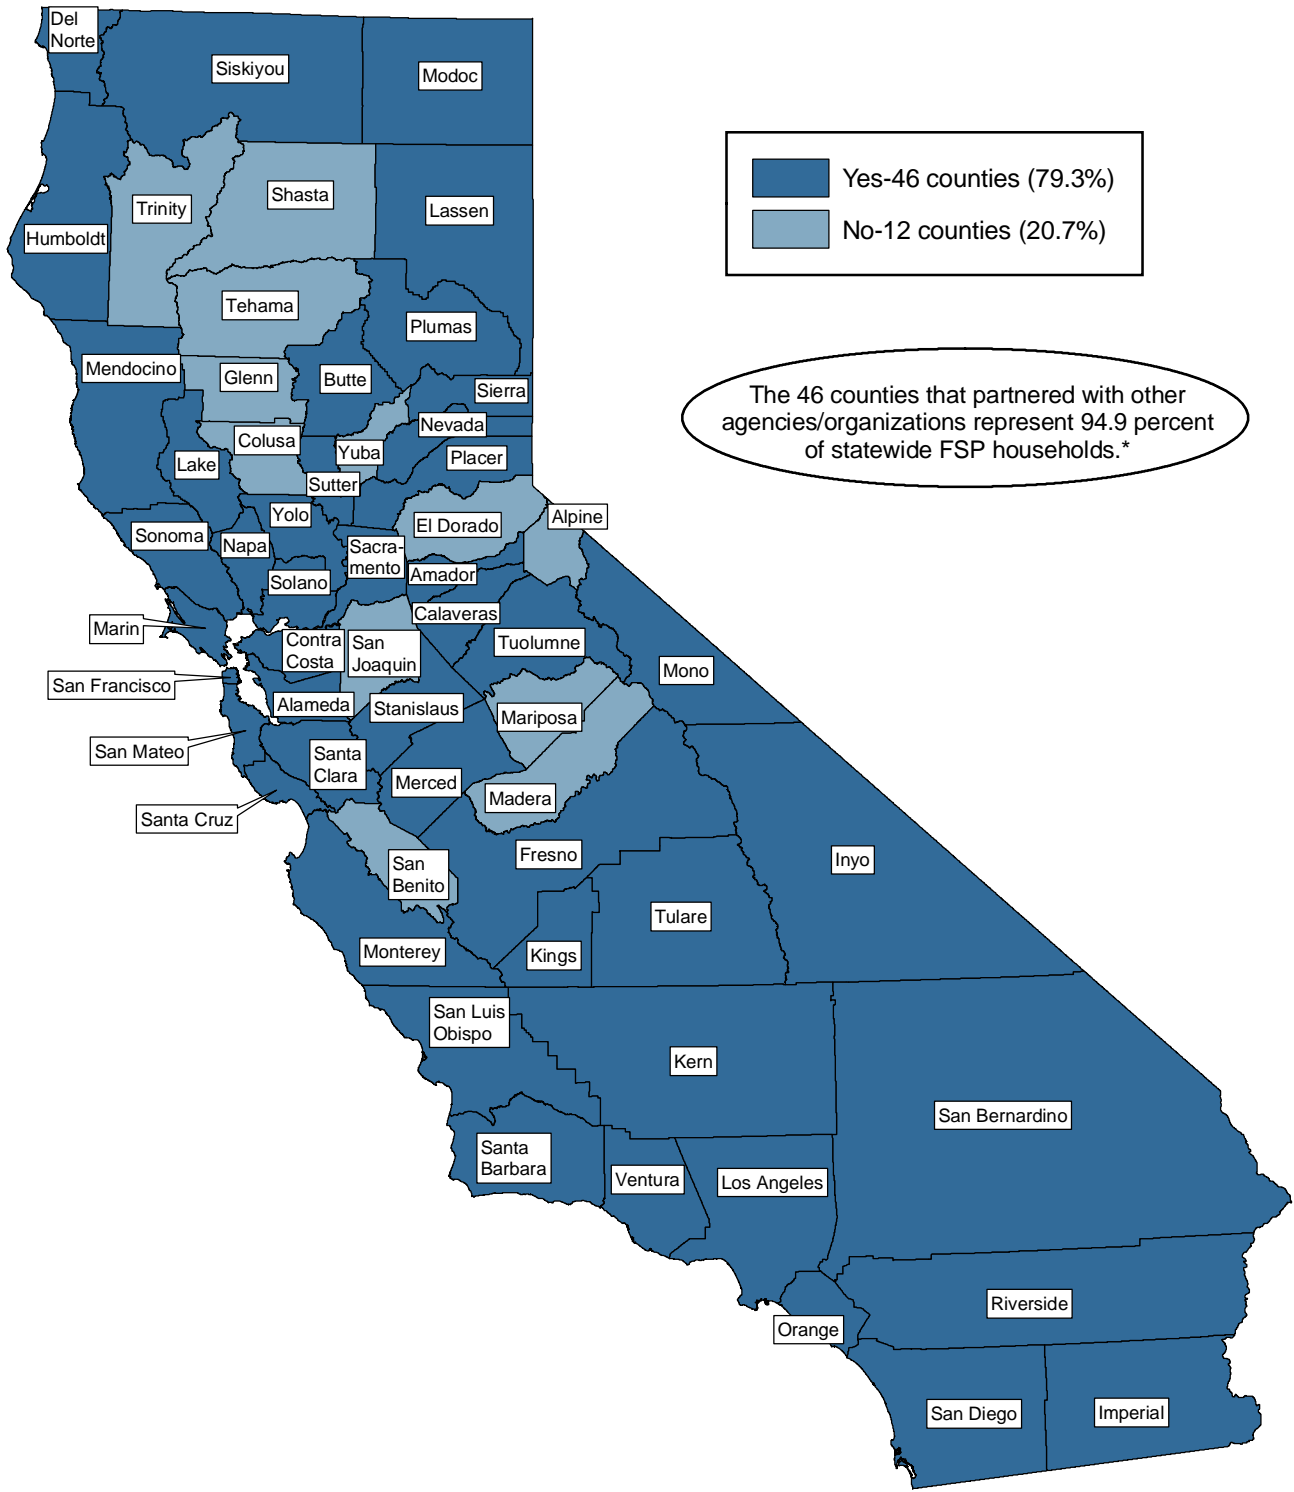 Del
Norte
Siskiyou
Modoc
Yes-46 counties (79.3%)
No-12 counties (20.7%)
Shasta
Trinity
Lassen
Humboldt
Tehama
Plumas
Mendocino
Glenn
Butte
Sierra
The 46 counties that partnered with other
agencies/organizations represent 94.9 percent
of statewide FSP households.*
Nevada
Colusa
Yuba
Placer
Lake
Sutter
Yolo
Alpine
El Dorado
Sonoma
Napa
Sacra-
mento
Amador
Solano
Calaveras
Marin
Contra
Costa
San
Joaquin
Tuolumne
Mono
San Francisco
Alameda
Stanislaus
Mariposa
San Mateo
Santa
Clara
Merced
Madera
Santa Cruz
Fresno
Inyo
San
Benito
Tulare
Monterey
Kings
San Luis
Obispo
Kern
San Bernardino
Santa
Barbara
Ventura
Los Angeles
Riverside
Orange
San Diego
Imperial